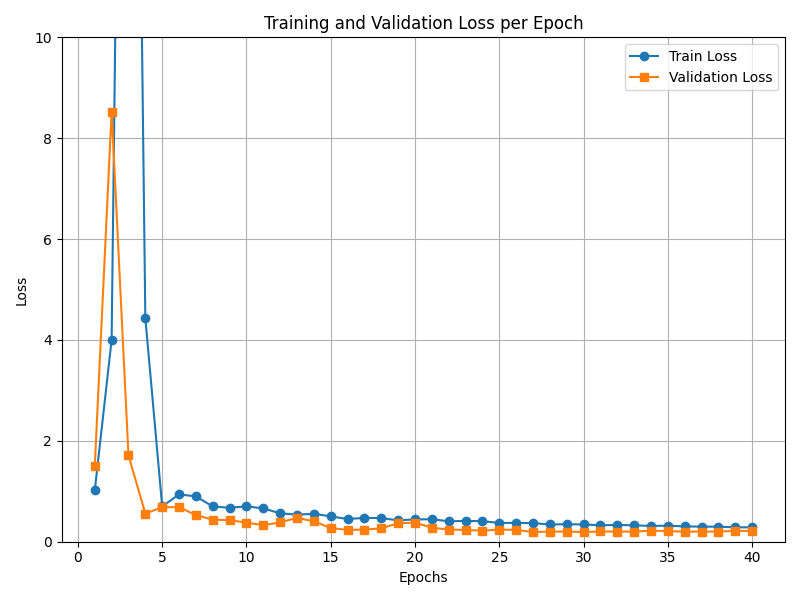 Training and Validation Loss per Epoch
Train Loss
Validation Loss
Loss
10
8
6
4
2
0
0 5 10 15 20 25 30 35 40
Epochs